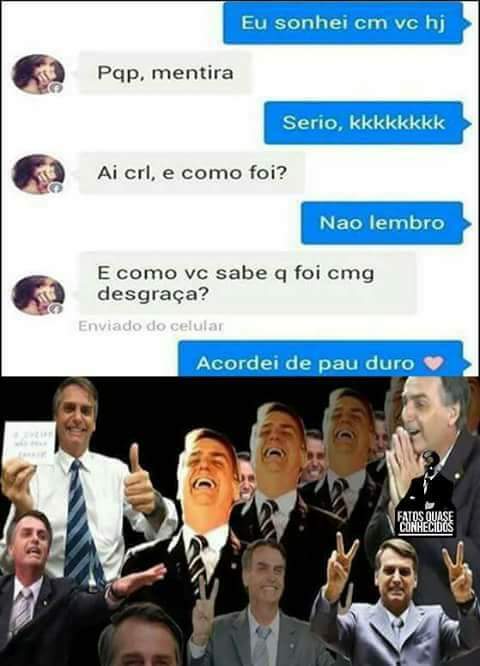 Eu sonhei cm vc hj
Pqp, mentira
Serio, kkkkkkkk
Ai crl, e como foi?
Nao lembro
E como vc sabe q foi cmg
desgraça?
Enviado do celular
Acordei de pau duro
FATOS QUASE
CONHECIDOS